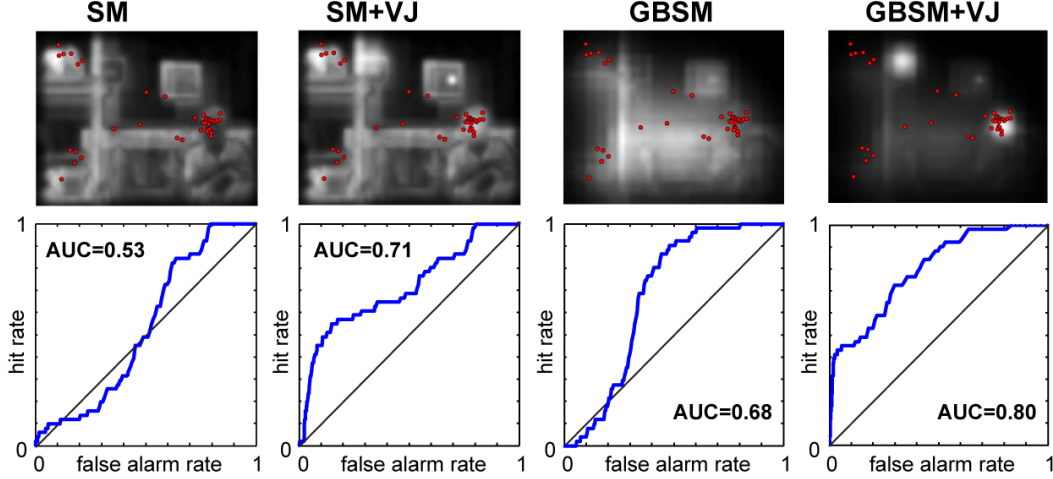 SM
SM+VJ
GBSM
GBSM+VJ
1
AUC=0.53
hit rate
0
0
false alarm rate
1
1
AUC=0.71
hit rate
0
0
false alarm rate
1
1
AUC=0.68
hit rate
0
0
false alarm rate
1
1
AUC=0.80
hit rate
0
0
false alarm rate
1